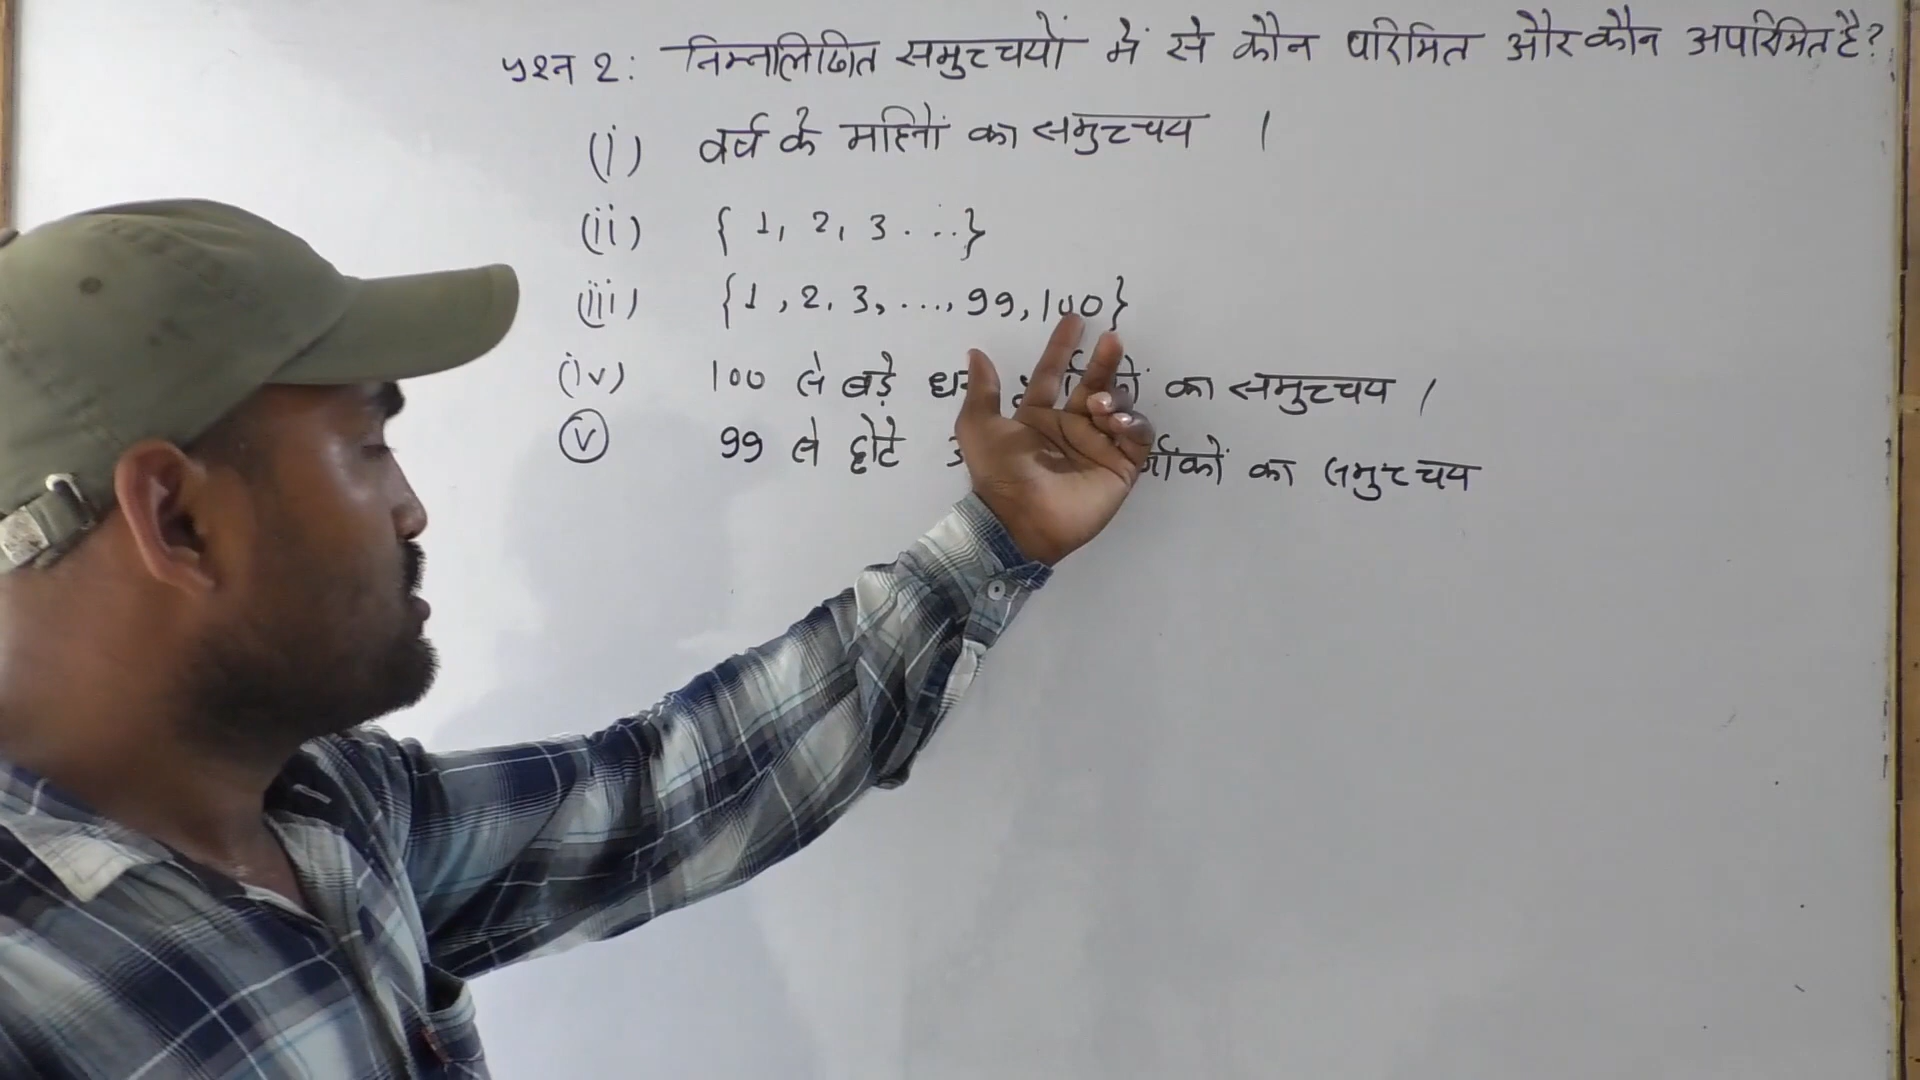 प्रश्न 2: निम्नलिखित समुच्चयों में से कौन परिमित और कौन अपरिमित है?
(i) वर्ष के महिनों का समुच्चय ।
(ii) { 1, 2, 3 . . . }
(iii) { 1, 2, 3, ..., 99, 100 }
(iv) 100 से बड़े का समुच्चय ।
(v) 99 से छोटे का समुच्चय